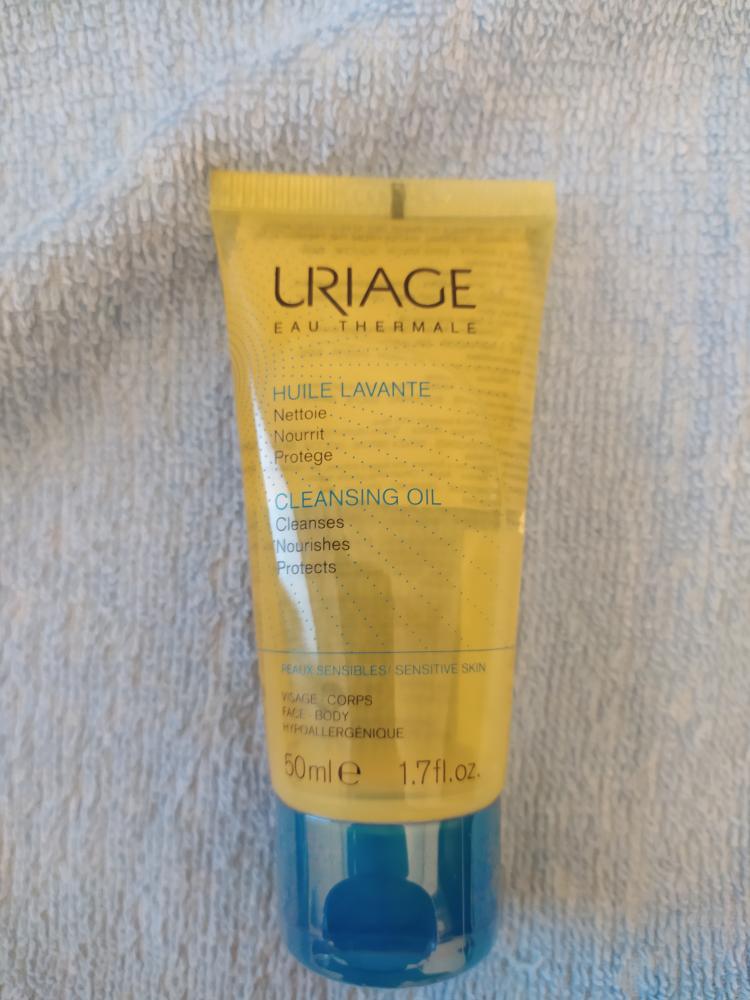 URIAGE
EAU THERMALE
HUILE LAVANTE
Nettoie
Nourrit
Protège
CLEANSING OIL
Cleanses
Nourishes
Protects
PEAUX SENSIBLES/ SENSITIVE SKIN
VISAGE - CORPS
FACE - BODY
HYPOALLERGÉNIQUE
50ml e 1.7fl.oz.